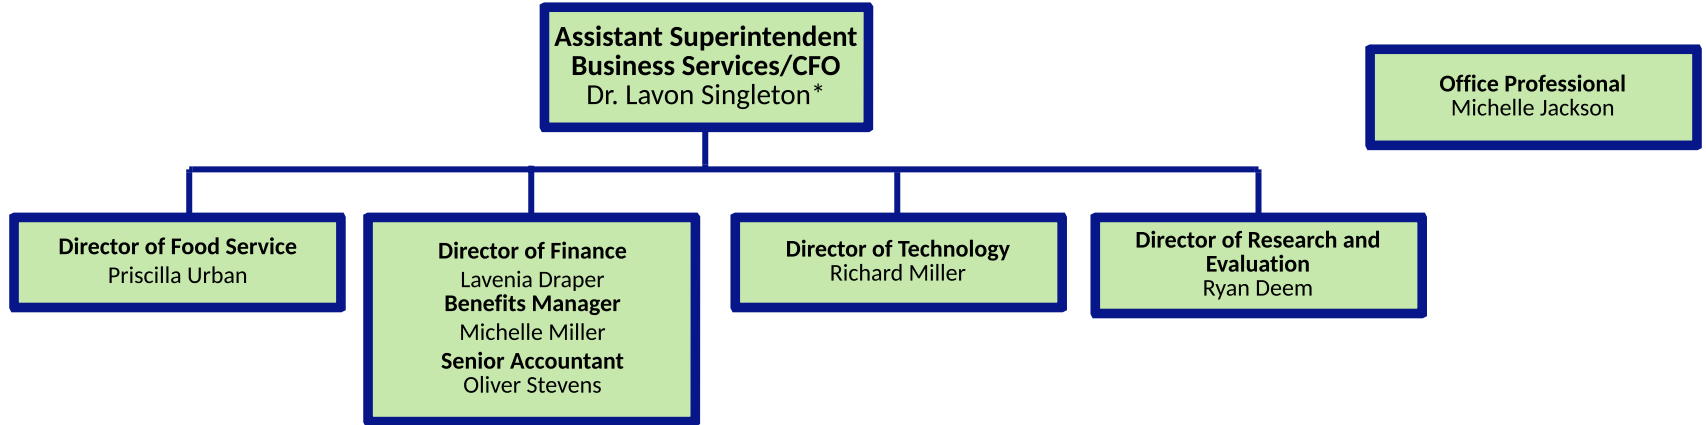 Assistant Superintendent
Business Services/CFO
Dr. Lavon Singleton*
Office Professional
Michelle Jackson
Director of Food Service
Priscilla Urban
Director of Finance
Lavenia Draper
Benefits Manager
Michelle Miller
Senior Accountant
Oliver Stevens
Director of Technology
Richard Miller
Director of Research and
Evaluation
Ryan Deem